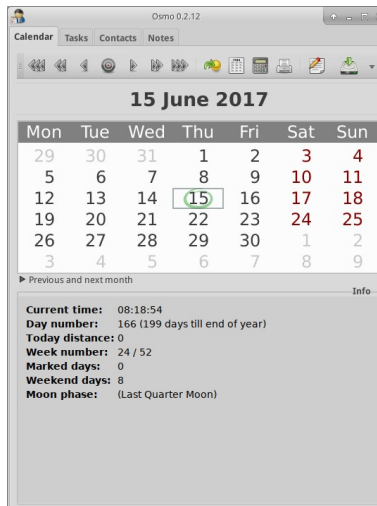 Osmo 0.2.12
Calendar Tasks Contacts Notes
15 June 2017
Mon Tue Wed Thu Fri Sat Sun
29 30 31 1 2 3 4
5 6 7 8 9 10 11
12 13 14 15 16 17 18
19 20 21 22 23 24 25
26 27 28 29 30 1 2
3 4 5 6 7 8 9
Previous and next month
Info
Current time: 08:18:54
Day number: 166 (199 days till end of year)
Today distance: 0
Week number: 24 / 52
Marked days: 0
Weekend days: 8
Moon phase: (Last Quarter Moon)